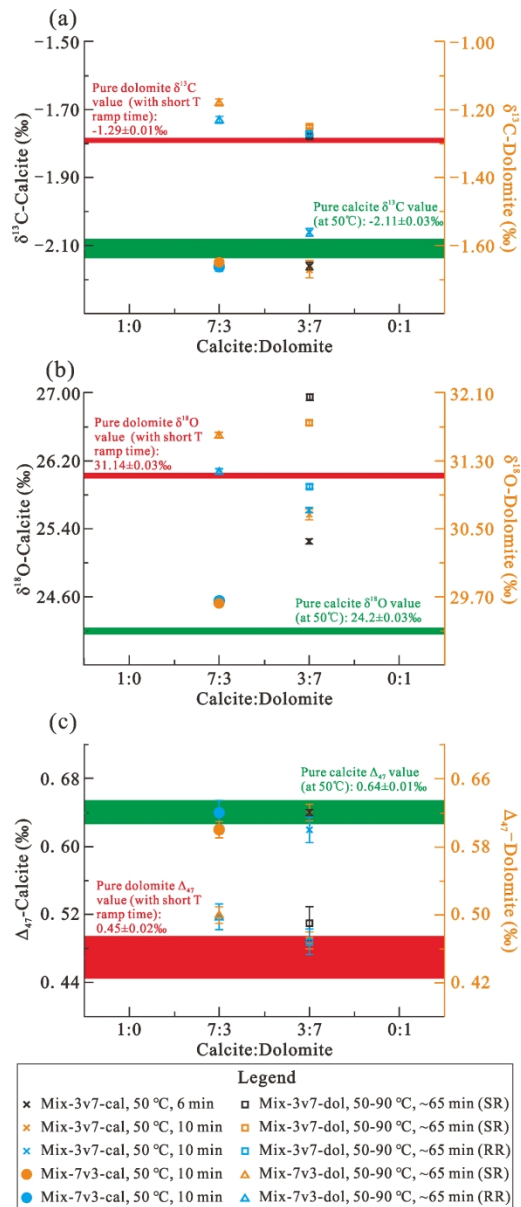 (a)
−1.50
−1.00
Pure dolomite δ¹³C
value (with short T
ramp time):
-1.29±0.01‰
−1.70
−1.20
δ¹³C-Calcite (‰)
δ¹³C-Dolomite (‰)
−1.90
−1.40
Pure calcite δ¹³C value
(at 50℃): -2.11±0.03‰
−2.10
−1.60
1:0 7:3 3:7 0:1
Calcite:Dolomite
(b)
27.00
32.10
Pure dolomite δ¹⁸O
value (with short T
ramp time):
31.14±0.03‰
26.20
31.30
δ¹⁸O-Calcite (‰)
δ¹⁸O-Dolomite (‰)
25.40
30.50
24.60
29.70
Pure calcite δ¹⁸O value
(at 50℃): 24.2±0.03‰
1:0 7:3 3:7 0:1
Calcite:Dolomite
(c)
Pure calcite Δ₄₇ value
(at 50℃): 0.64±0.01‰
0.68
0.66
Δ₄₇-Calcite (‰)
Δ₄₇-Dolomite (‰)
0.60
0.58
Pure dolomite Δ₄₇
value (with short T
ramp time):
0.45±0.02‰
0.52
0.50
0.44
0.42
1:0 7:3 3:7 0:1
Calcite:Dolomite
Legend
Mix-3v7-cal, 50 ℃, 6 min Mix-3v7-dol, 50-90 ℃, ~65 min (SR)
Mix-3v7-cal, 50 ℃, 10 min Mix-3v7-dol, 50-90 ℃, ~65 min (SR)
Mix-3v7-cal, 50 ℃, 10 min Mix-3v7-dol, 50-90 ℃, ~65 min (RR)
Mix-7v3-cal, 50 ℃, 10 min Mix-7v3-dol, 50-90 ℃, ~65 min (SR)
Mix-7v3-cal, 50 ℃, 10 min Mix-7v3-dol, 50-90 ℃, ~65 min (RR)